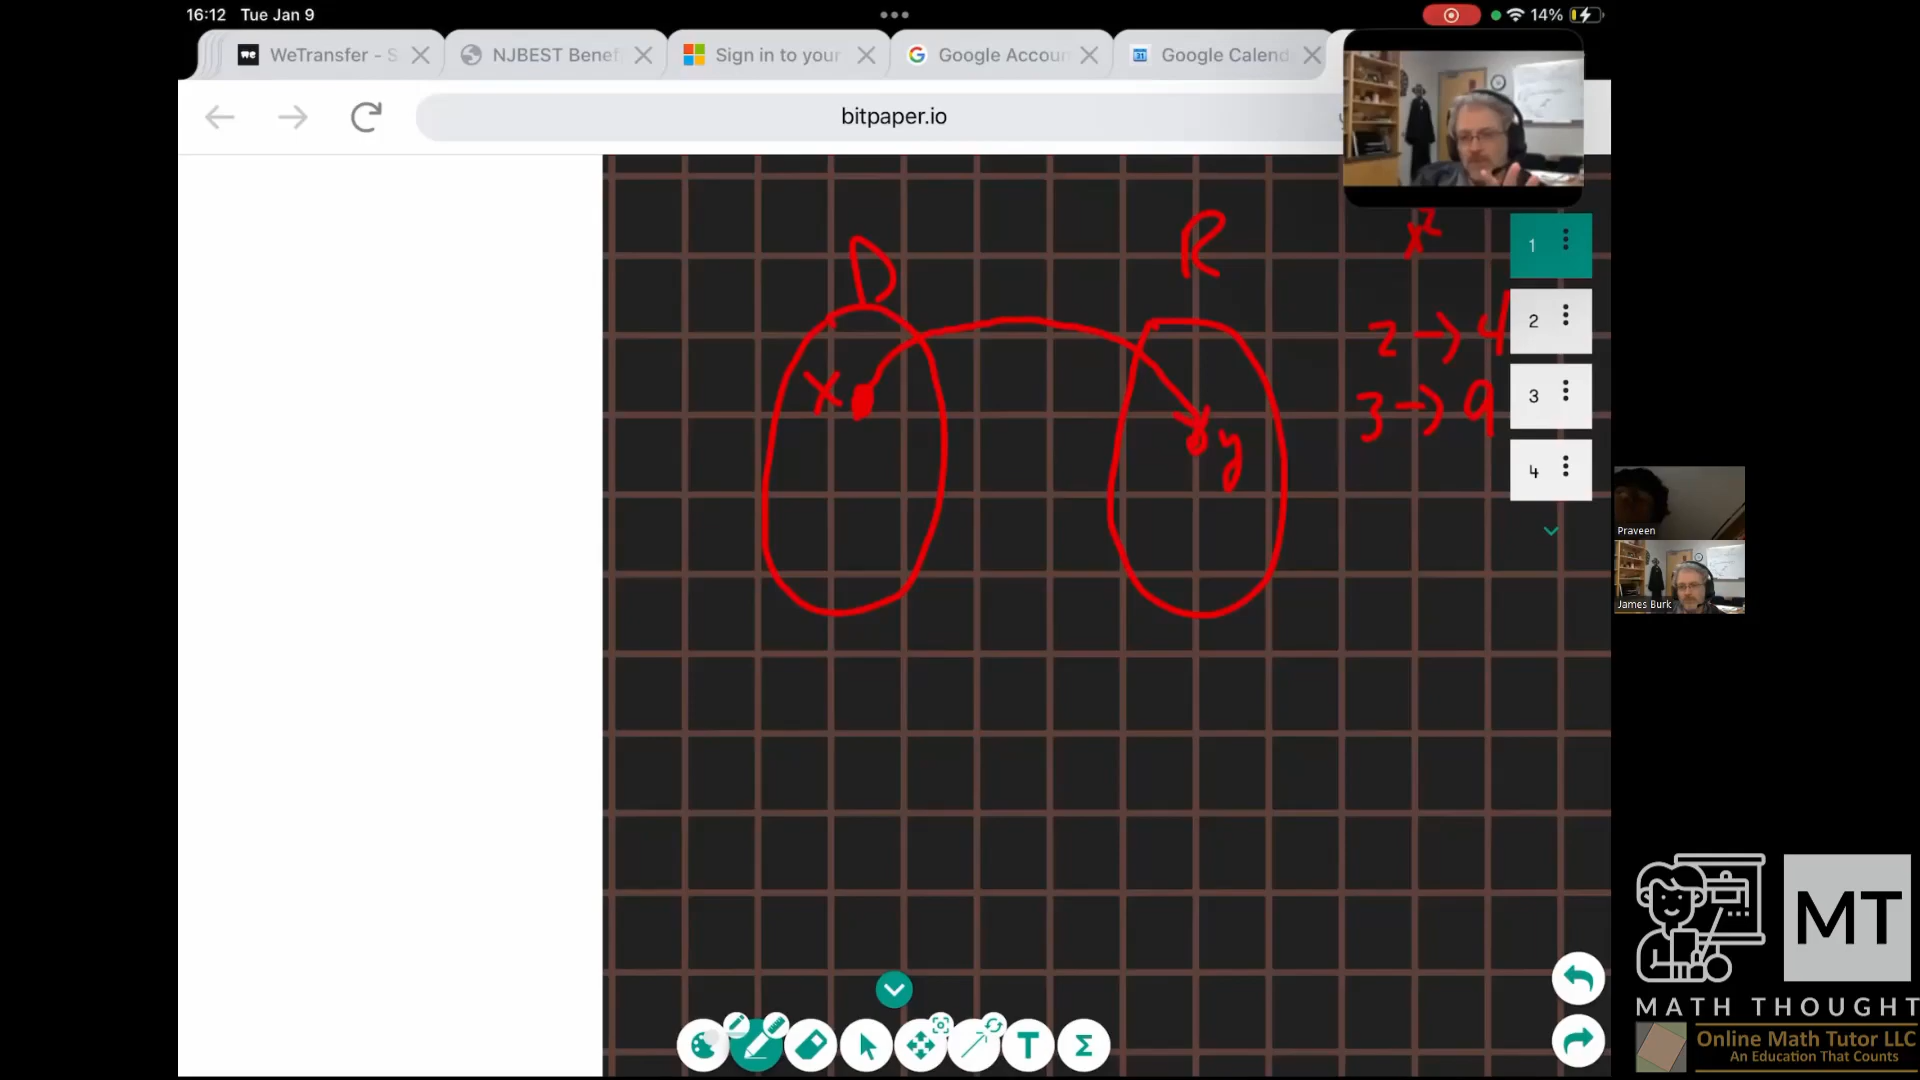 16:12 Tue Jan 9
14%
WeTransfer - S
NJBEST Benef
Sign in to your
Google Accoun
Google Calend
bitpaper.io
D
R
x²
x
y
2 → 4
3 → 9
1
2
3
4
Praveen
James Burk
T
Σ
MT
MATH THOUGHT
Online Math Tutor LLC
An Education That Counts